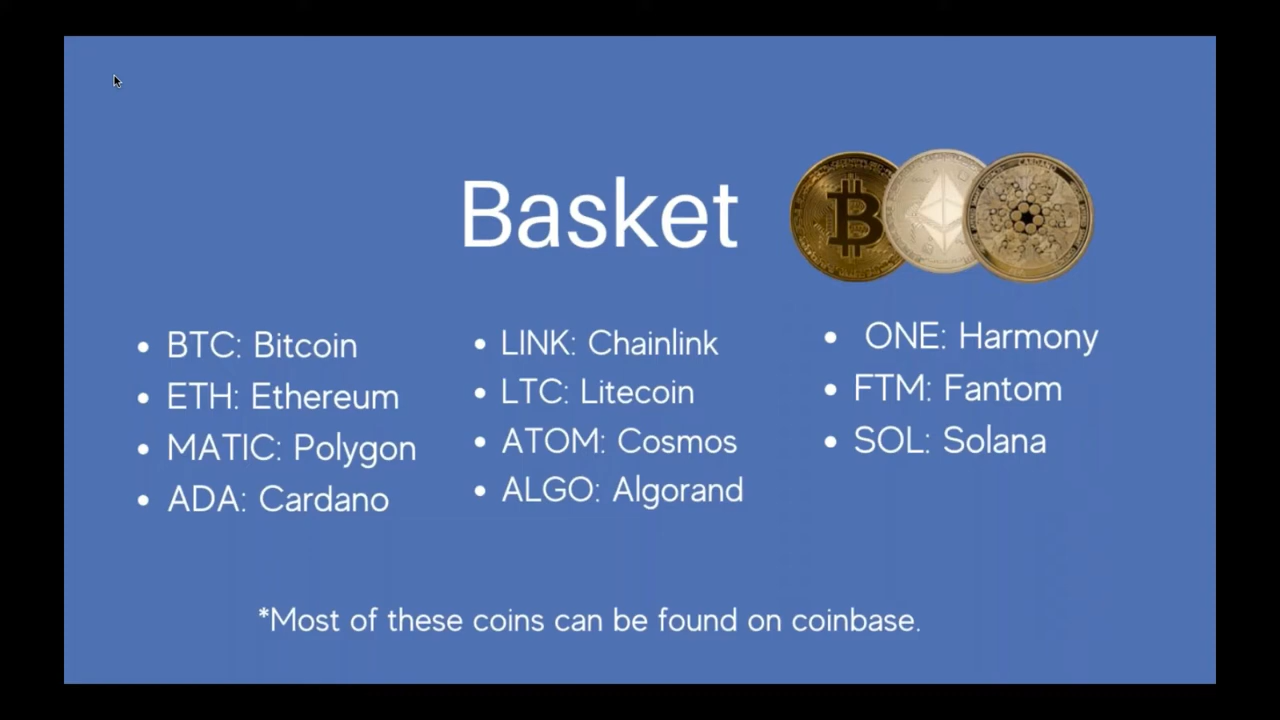 Basket
• BTC: Bitcoin
• ETH: Ethereum
• MATIC: Polygon
• ADA: Cardano
• LINK: Chainlink
• LTC: Litecoin
• ATOM: Cosmos
• ALGO: Algorand
• ONE: Harmony
• FTM: Fantom
• SOL: Solana
*Most of these coins can be found on coinbase.
CARDANO